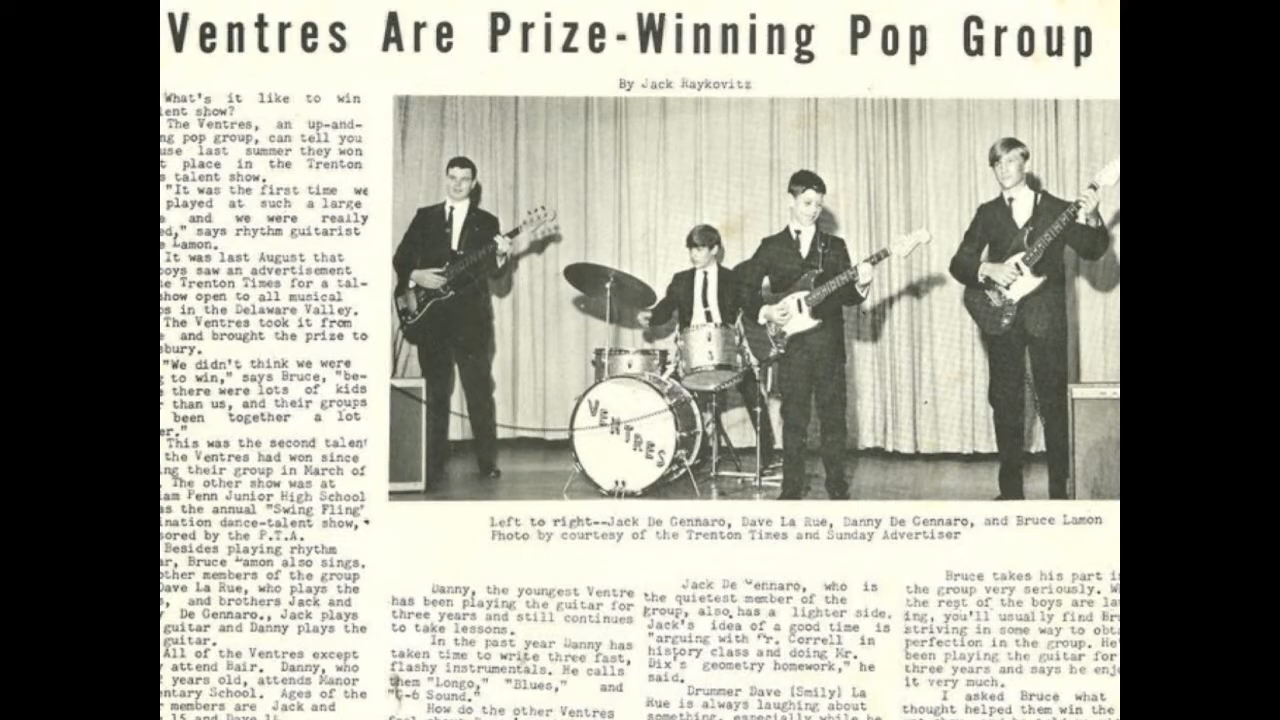 Ventres Are Prize-Winning Pop Group
By Jack Raykovitz
What's it like to win
ent show?
The Ventres, an up-and-
ng pop group, can tell you
use last summer they won
t place in the Trenton
s talent show.
"It was the first time we
played at such a large
e and we were really
ed," says rhythm guitarist
e Lamon.
It was last August that
boys saw an advertisement
e Trenton Times for a tal-
show open to all musical
ps in the Delaware Valley.
The Ventres took it from
e and brought the prize to
sbury.
"We didn't think we were
g to win," says Bruce, "be-
there were lots of kids
r than us, and their groups
been together a lot
er."
This was the second talent
the Ventres had won since
ing their group in March of
. The other show was at
am Penn Junior High School
as the annual "Swing Fling"
ination dance-talent show,
sored by the P.T.A.
Besides playing rhythm
ar, Bruce Lamon also sings.
other members of the group
Dave La Rue, who plays the
s, and brothers Jack and
y De Gennaro., Jack plays
guitar and Danny plays the
guitar.
All of the Ventres except
y attend Bair. Danny, who
years old, attends Manor
entary School. Ages of the
r members are Jack and
15 and Dave 15
VENTRES
Left to right--Jack De Gennaro, Dave La Rue, Danny De Gennaro, and Bruce Lamon
Photo by courtesy of the Trenton Times and Sunday Advertiser
Danny, the youngest Ventre
has been playing the guitar for
three years and still continues
to take lessons.
In the past year Danny has
taken time to write three fast,
flashy instrumentals. He calls
them "Longo," "Blues," and
"C-6 Sound."
How do the other Ventres
feel about
Jack De Gennaro, who is
the quietest member of the
group, also has a lighter side.
Jack's idea of a good time is
"arguing with Mr. Correll in
history class and doing Mr.
Dix's geometry homework," he
said.
Drummer Dave (Smily) La
Rue is always laughing about
something, especially while he
Bruce takes his part i
the group very seriously. W
the rest of the boys are la
ing, you'll usually find Br
striving in some way to obt
perfection in the group. He
been playing the guitar for
three years and says he enj
it very much.
I asked Bruce what
thought helped them win the